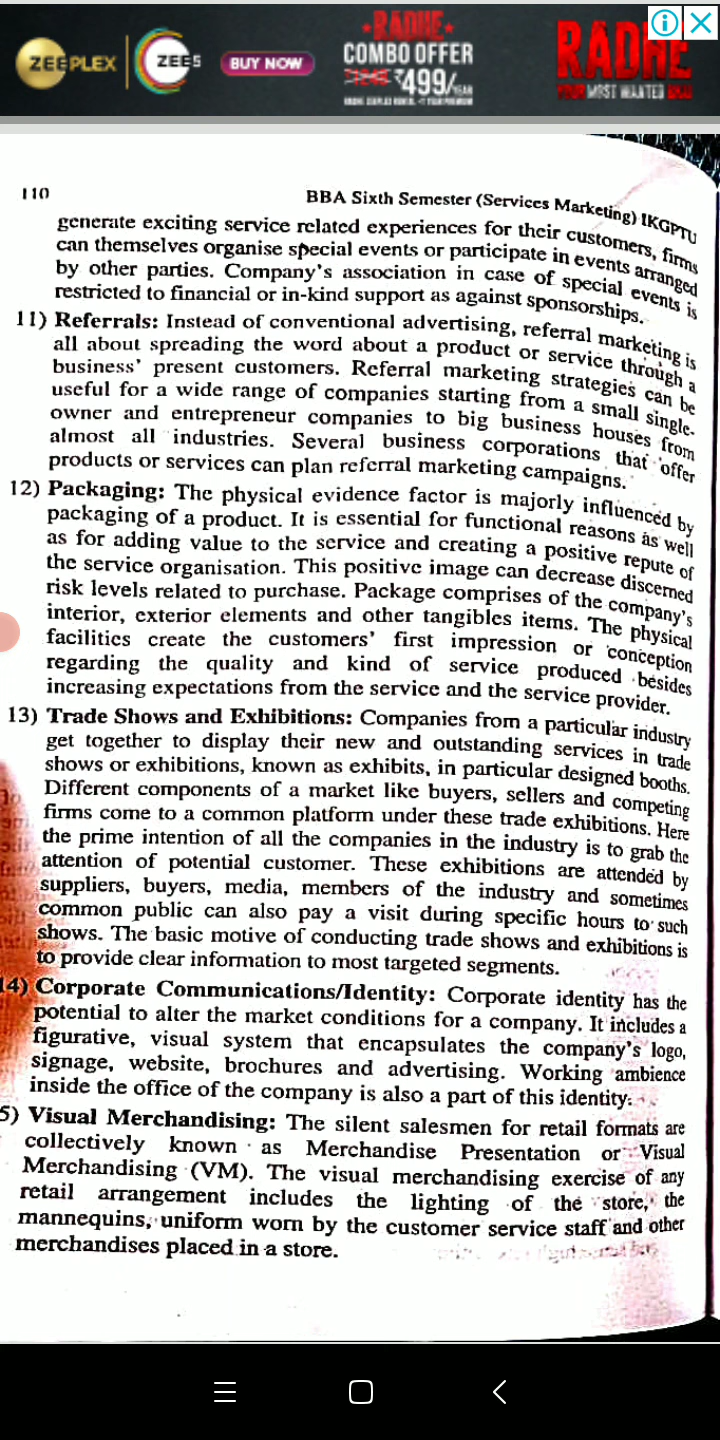 ZEEPLEX
ZEE5
BUY NOW
RADHE
COMBO OFFER
₹499/YEAR
RADHE
YOUR MOST WANTED BHAI
110
BBA Sixth Semester (Services Marketing) IKGPTU
generate exciting service related experiences for their customers, firms
can themselves organise special events or participate in events arranged
by other parties. Company's association in case of special events is
restricted to financial or in-kind support as against sponsorships.
11) Referrals: Instead of conventional advertising, referral marketing is
all about spreading the word about a product or service through a
business' present customers. Referral marketing strategies can be
useful for a wide range of companies starting from a small single-
owner and entrepreneur companies to big business houses from
almost all industries. Several business corporations that offer
products or services can plan referral marketing campaigns.
12) Packaging: The physical evidence factor is majorly influenced by
packaging of a product. It is essential for functional reasons as well
as for adding value to the service and creating a positive repute of
the service organisation. This positive image can decrease discerned
risk levels related to purchase. Package comprises of the company's
interior, exterior elements and other tangibles items. The physical
facilities create the customers' first impression or conception
regarding the quality and kind of service produced besides
increasing expectations from the service and the service provider.
13) Trade Shows and Exhibitions: Companies from a particular industry
get together to display their new and outstanding services in trade
shows or exhibitions, known as exhibits, in particular designed booths.
Different components of a market like buyers, sellers and competing
firms come to a common platform under these trade exhibitions. Here
the prime intention of all the companies in the industry is to grab the
attention of potential customer. These exhibitions are attended by
suppliers, buyers, media, members of the industry and sometimes
common public can also pay a visit during specific hours to such
shows. The basic motive of conducting trade shows and exhibitions is
to provide clear information to most targeted segments.
14) Corporate Communications/Identity: Corporate identity has the
potential to alter the market conditions for a company. It includes a
figurative, visual system that encapsulates the company's logo,
signage, website, brochures and advertising. Working ambience
inside the office of the company is also a part of this identity.
5) Visual Merchandising: The silent salesmen for retail formats are
collectively known as Merchandise Presentation or Visual
Merchandising (VM). The visual merchandising exercise of any
retail arrangement includes the lighting of the store, the
mannequins, uniform worn by the customer service staff and other
merchandises placed in a store.